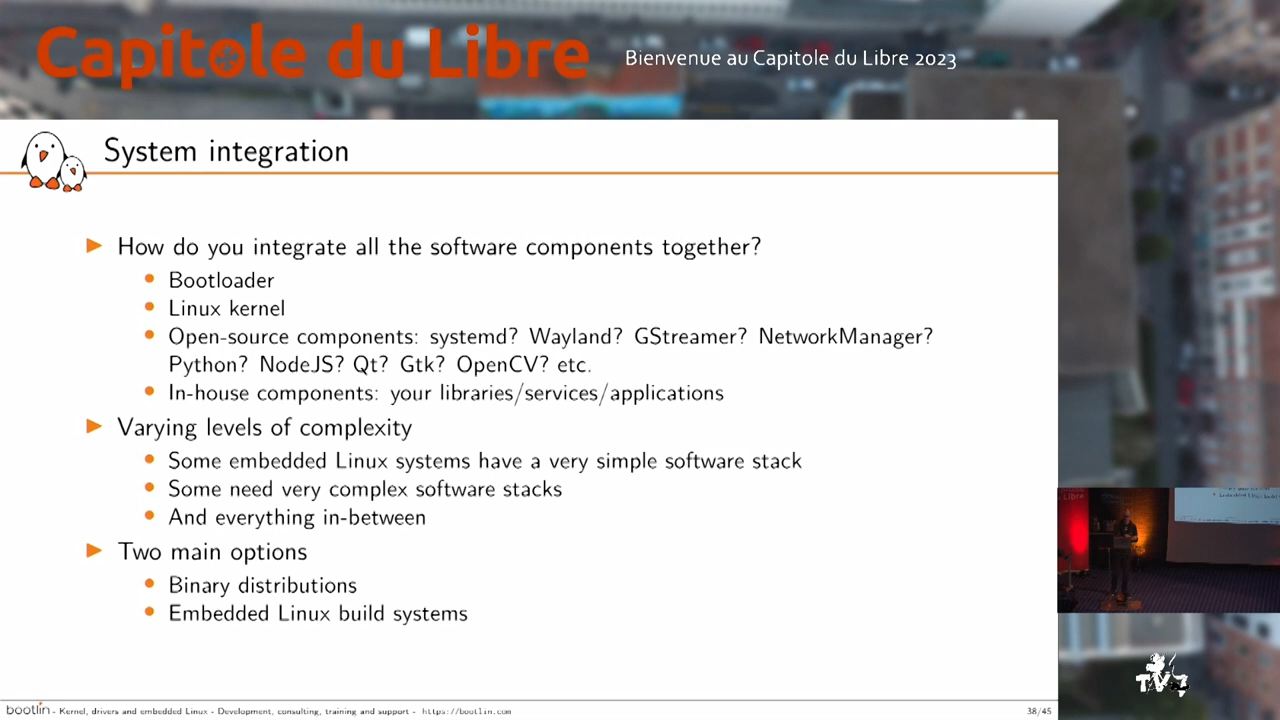 Capitole du Libre
Bienvenue au Capitole du Libre 2023
System integration
How do you integrate all the software components together?
Bootloader
Linux kernel
Open-source components: systemd? Wayland? GStreamer? NetworkManager?
Python? NodeJS? Qt? Gtk? OpenCV? etc.
In-house components: your libraries/services/applications
Varying levels of complexity
Some embedded Linux systems have a very simple software stack
Some need very complex software stacks
And everything in-between
Two main options
Binary distributions
Embedded Linux build systems
bootlin - Kernel, drivers and embedded Linux - Development, consulting, training and support - https://bootlin.com
38/45
TV7